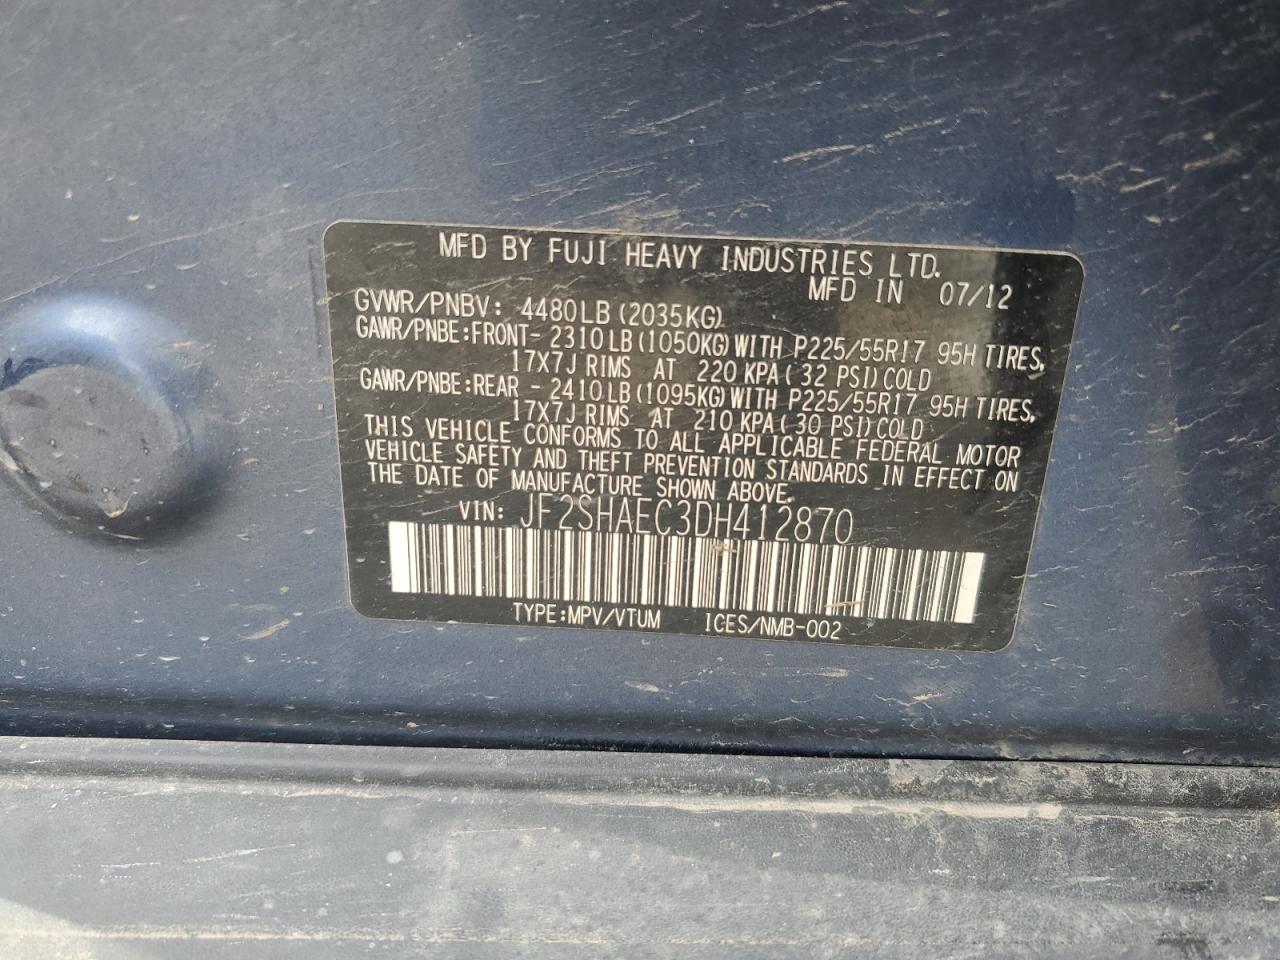 MFD BY FUJI HEAVY INDUSTRIES LTD.
MFD IN 07/12
GVWR/PNBV: 4480LB (2035KG)
GAWR/PNBE:FRONT- 2310LB (1050KG) WITH P225/55R17 95H TIRES,
17X7J RIMS AT 220 KPA ( 32 PSI) COLD
GAWR/PNBE:REAR - 2410LB (1095KG) WITH P225/55R17 95H TIRES,
17X7J RIMS AT 210 KPA ( 30 PSI) COLD
THIS VEHICLE CONFORMS TO ALL APPLICABLE FEDERAL MOTOR
VEHICLE SAFETY AND THEFT PREVENTION STANDARDS IN EFFECT ON
THE DATE OF MANUFACTURE SHOWN ABOVE.
VIN: JF2SHAEC3DH412870
TYPE:MPV/VTUM ICES/NMB-002